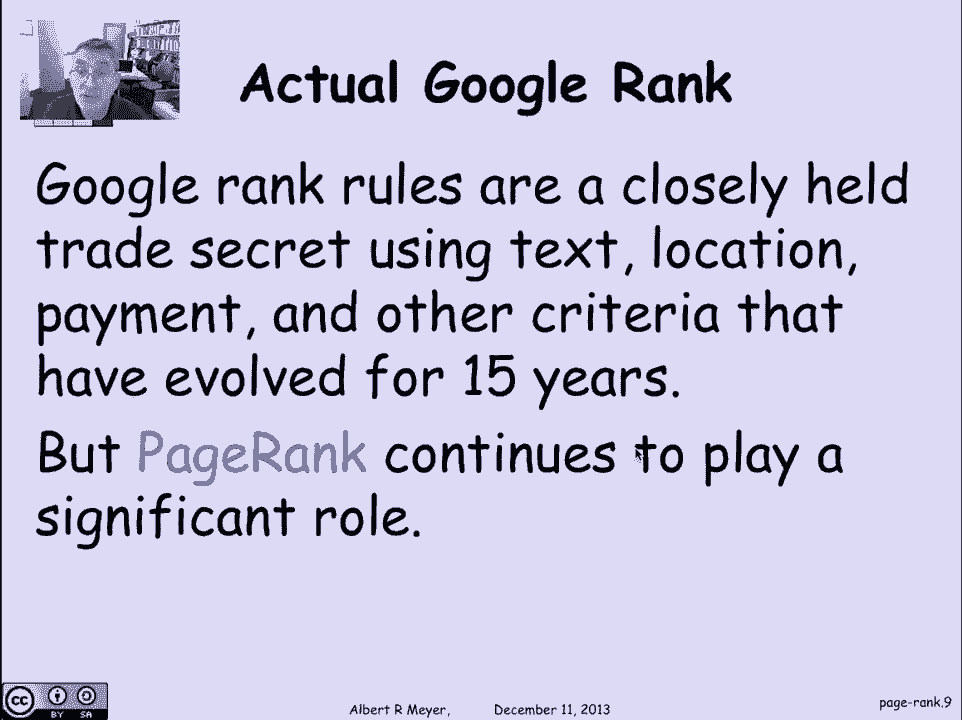 Actual Google Rank
Google rank rules are a closely held
trade secret using text, location,
payment, and other criteria that
have evolved for 15 years.
But PageRank continues to play a
significant role.
cc
BY SA
Albert R Meyer, December 11, 2013
page-rank.9